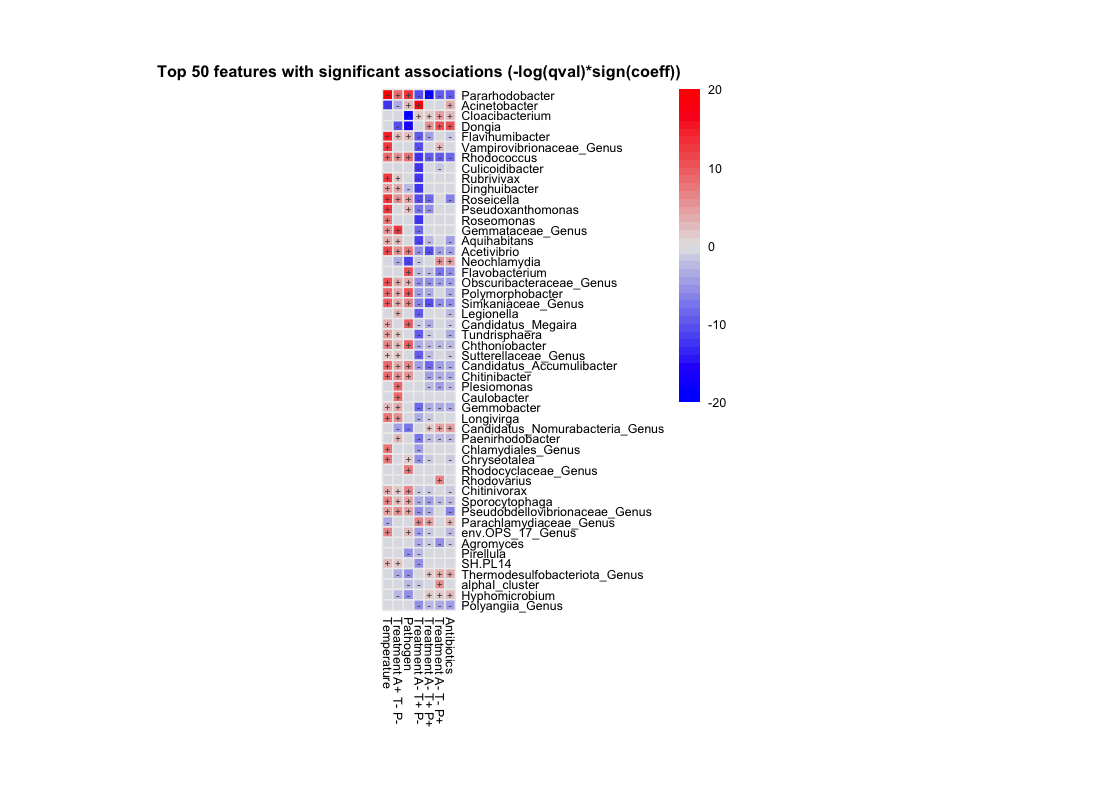 Top 50 features with significant associations (-log(qval)*sign(coeff))
Pararhodobacter
Acinetobacter
Cloacibacterium
Dongia
Flavihumibacter
Vampirovibrionaceae_Genus
Rhodococcus
Culicoidibacter
Rubrivivax
Dinghuibacter
Roseicella
Pseudoxanthomonas
Roseomonas
Gemmataceae_Genus
Aquihabitans
Acetivibrio
Neochlamydia
Flavobacterium
Obscuribacteraceae_Genus
Polymorphobacter
Simkaniaceae_Genus
Legionella
Candidatus_Megaira
Tundrisphaera
Chthoniobacter
Sutterellaceae_Genus
Candidatus_Accumulibacter
Chitinibacter
Plesiomonas
Caulobacter
Gemmobacter
Longivirga
Candidatus_Nomurabacteria_Genus
Paenirhodobacter
Chlamydiales_Genus
Chryseotalea
Rhodocyclaceae_Genus
Rhodovarius
Chitinivorax
Sporocytophaga
Pseudobdellovibrionaceae_Genus
Parachlamydiaceae_Genus
env.OPS_17_Genus
Agromyces
Pirellula
SH.PL14
Thermodesulfobacteriota_Genus
alphaI_cluster
Hyphomicrobium
Polyangiia_Genus
Temperature
Treatment A+ T- P-
Pathogen
Treatment A- T+ P-
Treatment A- T+ P+
Treatment A- T- P+
Antibiotics
20
10
0
-10
-20